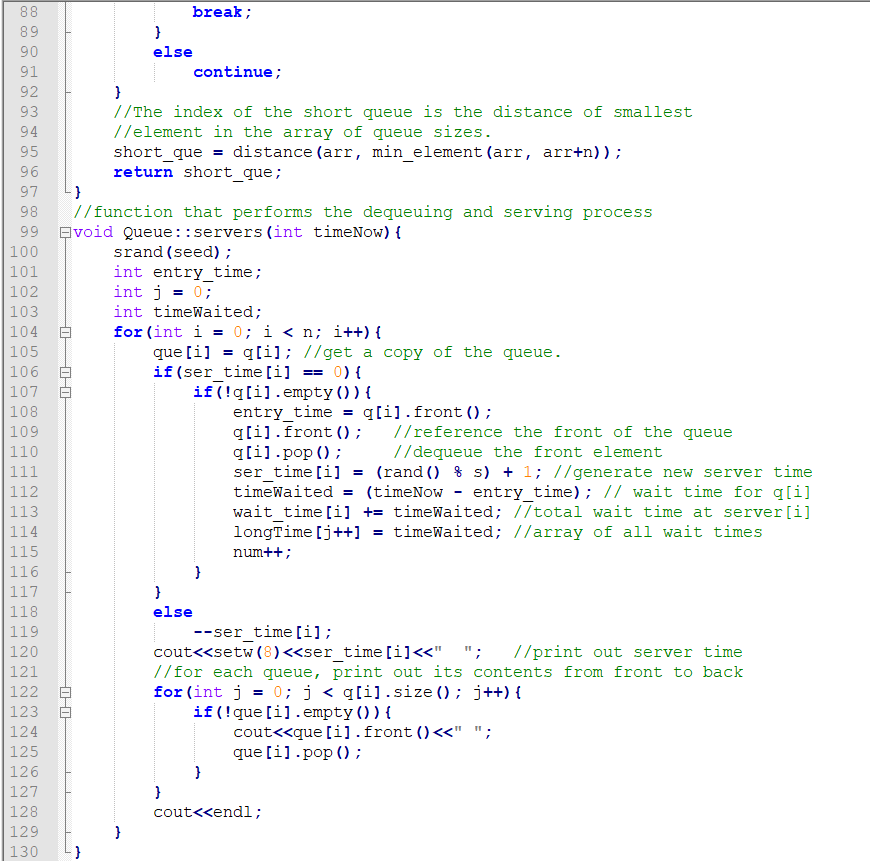 88 break;
89 }
90 else
91 continue;
92 }
93 //The index of the short queue is the distance of smallest
94 //element in the array of queue sizes.
95 short_que = distance(arr, min_element(arr, arr+n));
96 return short_que;
97 }
98 //function that performs the dequeuing and serving process
99 void Queue::servers(int timeNow){
100 srand(seed);
101 int entry_time;
102 int j = 0;
103 int timeWaited;
104 for(int i = 0; i < n; i++){
105 que[i] = q[i]; //get a copy of the queue.
106 if(ser_time[i] == 0){
107 if(!q[i].empty()){
108 entry_time = q[i].front();
109 q[i].front(); //reference the front of the queue
110 q[i].pop(); //dequeue the front element
111 ser_time[i] = (rand() % s) + 1; //generate new server time
112 timeWaited = (timeNow - entry_time); // wait time for q[i]
113 wait_time[i] += timeWaited; //total wait time at server[i]
114 longTime[j++] = timeWaited; //array of all wait times
115 num++;
116 }
117 }
118 else
119 --ser_time[i];
120 cout<<setw(8)<<ser_time[i]<<"  "; //print out server time
121 //for each queue, print out its contents from front to back
122 for(int j = 0; j < q[i].size(); j++){
123 if(!que[i].empty()){
124 cout<<que[i].front()<<" ";
125 que[i].pop();
126 }
127 }
128 cout<<endl;
129 }
130 }